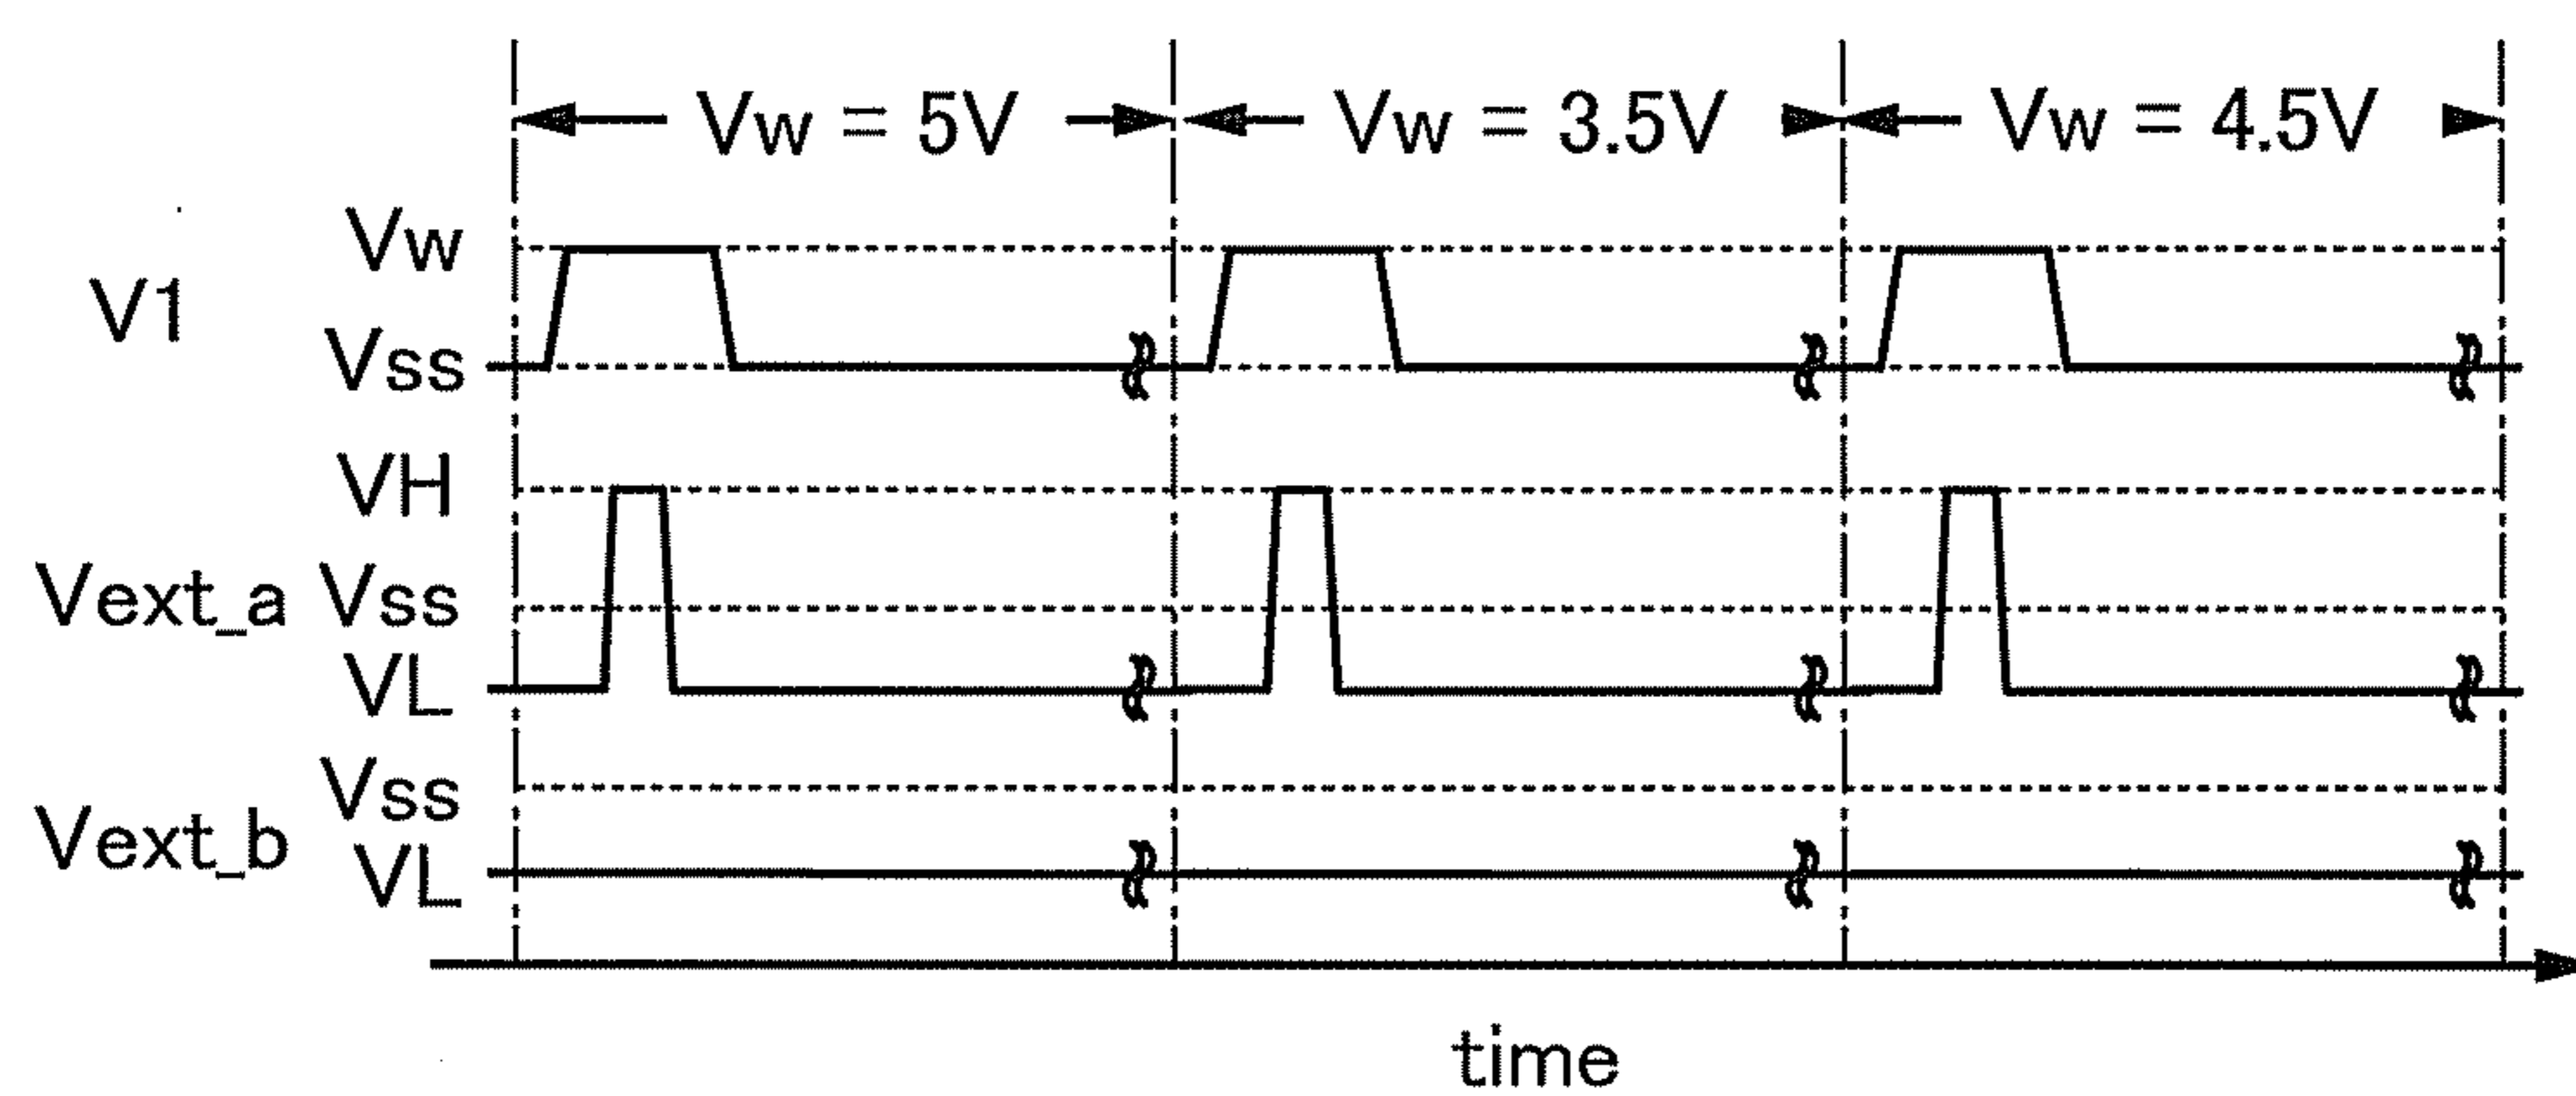 Vw = 5V Vw = 3.5V Vw = 4.5V
Vw
V1
Vss
VH
Vext_a Vss
VL
Vss
Vext_b
VL
time